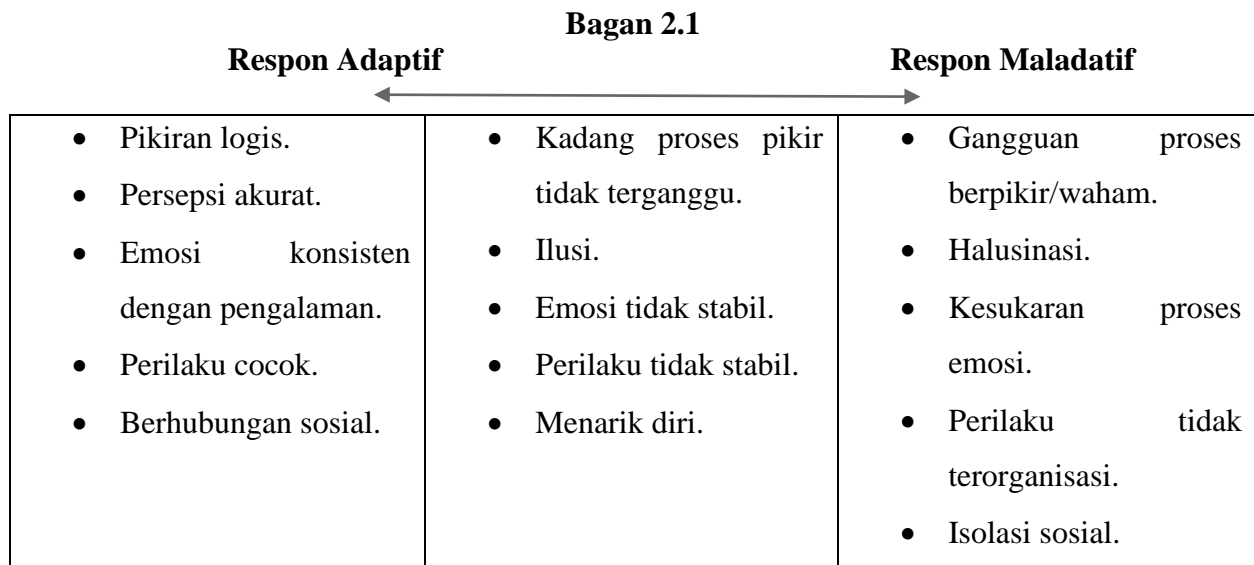 Bagan 2.1
Respon Adaptif Respon Maladatif
• Pikiran logis.
• Persepsi akurat.
• Emosi konsisten
dengan pengalaman.
• Perilaku cocok.
• Berhubungan sosial.
• Kadang proses pikir
tidak terganggu.
• Ilusi.
• Emosi tidak stabil.
• Perilaku tidak stabil.
• Menarik diri.
• Gangguan proses
berpikir/waham.
• Halusinasi.
• Kesukaran proses
emosi.
• Perilaku tidak
terorganisasi.
• Isolasi sosial.